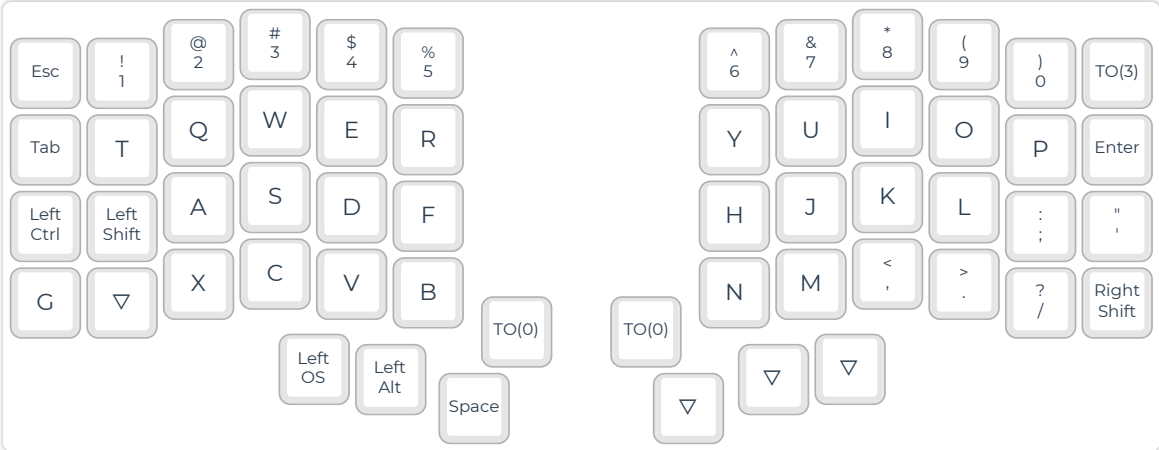 Esc ! @ # $ % ^ & * ( ) TO(3)
1 2 3 4 5 6 7 8 9 0
Tab T Q W E R Y U I O P Enter
Left Left A S D F H J K L : "
Ctrl Shift ; '
G ▽ X C V B N M < > ? Right
, . / Shift
TO(0) TO(0)
Left Left ▽ ▽
OS Alt
Space ▽